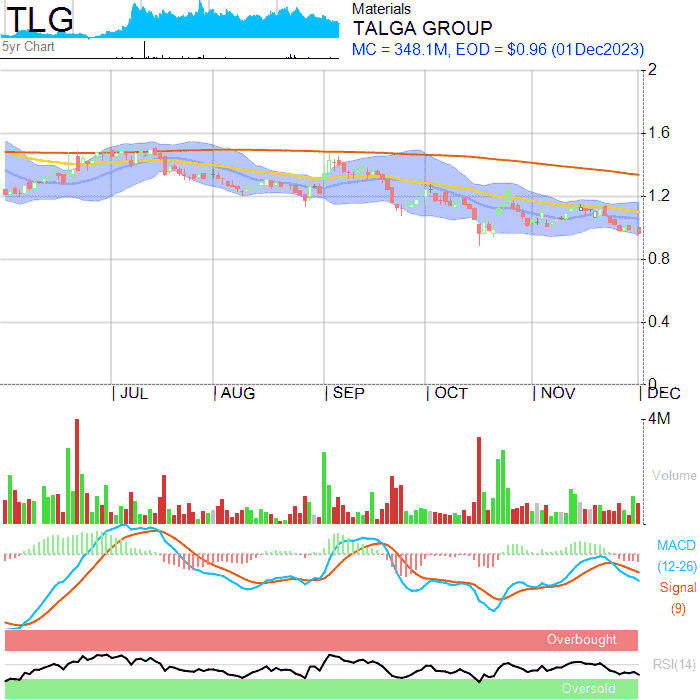 TLG
5yr Chart
Materials
TALGA GROUP
MC = 348.1M, EOD = $0.96 (01Dec2023)
2
1.6
1.2
0.8
0.4
0
JUL AUG SEP OCT NOV DEC
4M
Volume
MACD
(12-26)
Signal
(9)
Overbought
RSI(14)
Oversold